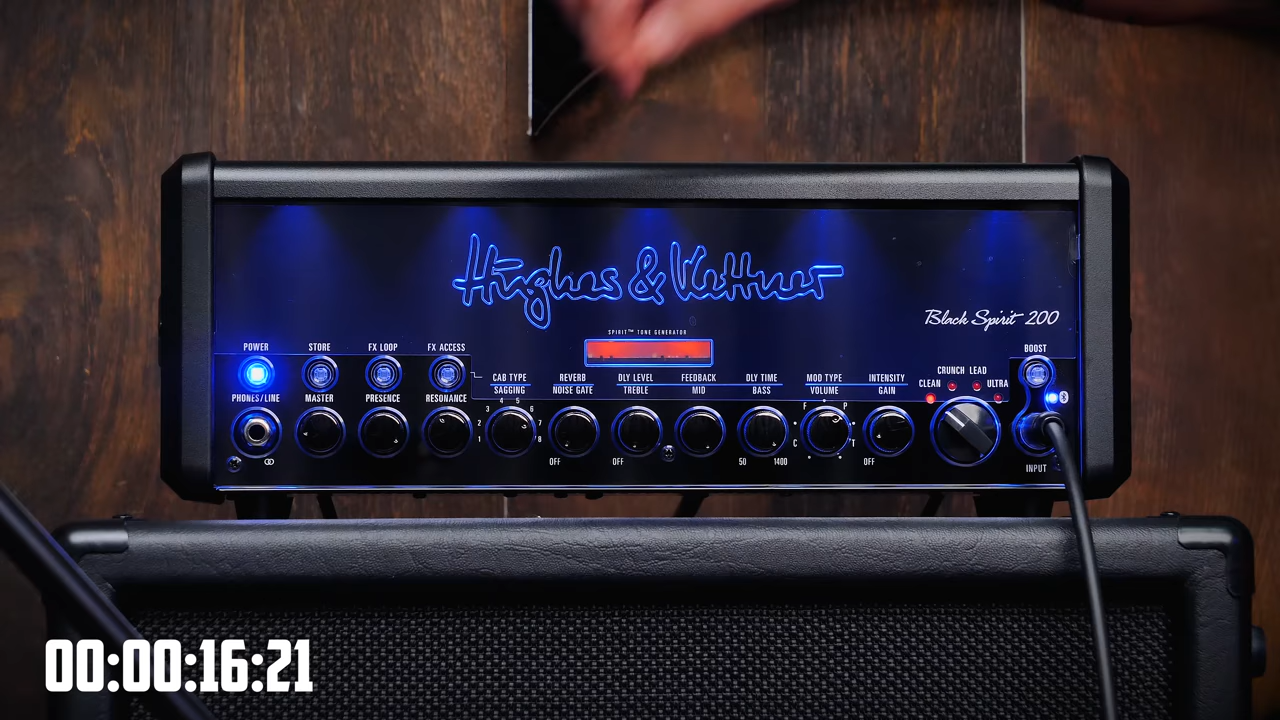 Hughes & Kettner
Black Spirit 200
SPIRIT™ TONE GENERATOR
POWER STORE FX LOOP FX ACCESS BOOST
CAB TYPE REVERB DLY LEVEL FEEDBACK DLY TIME MOD TYPE INTENSITY
SAGGING NOISE GATE TREBLE MID BASS VOLUME GAIN
CRUNCH LEAD
CLEAN ULTRA
PHONES/LINE MASTER PRESENCE RESONANCE
1 2 3 4 5 6 7 8
F P
C T
OFF OFF 50 1400 OFF
INPUT
00:00:16:21